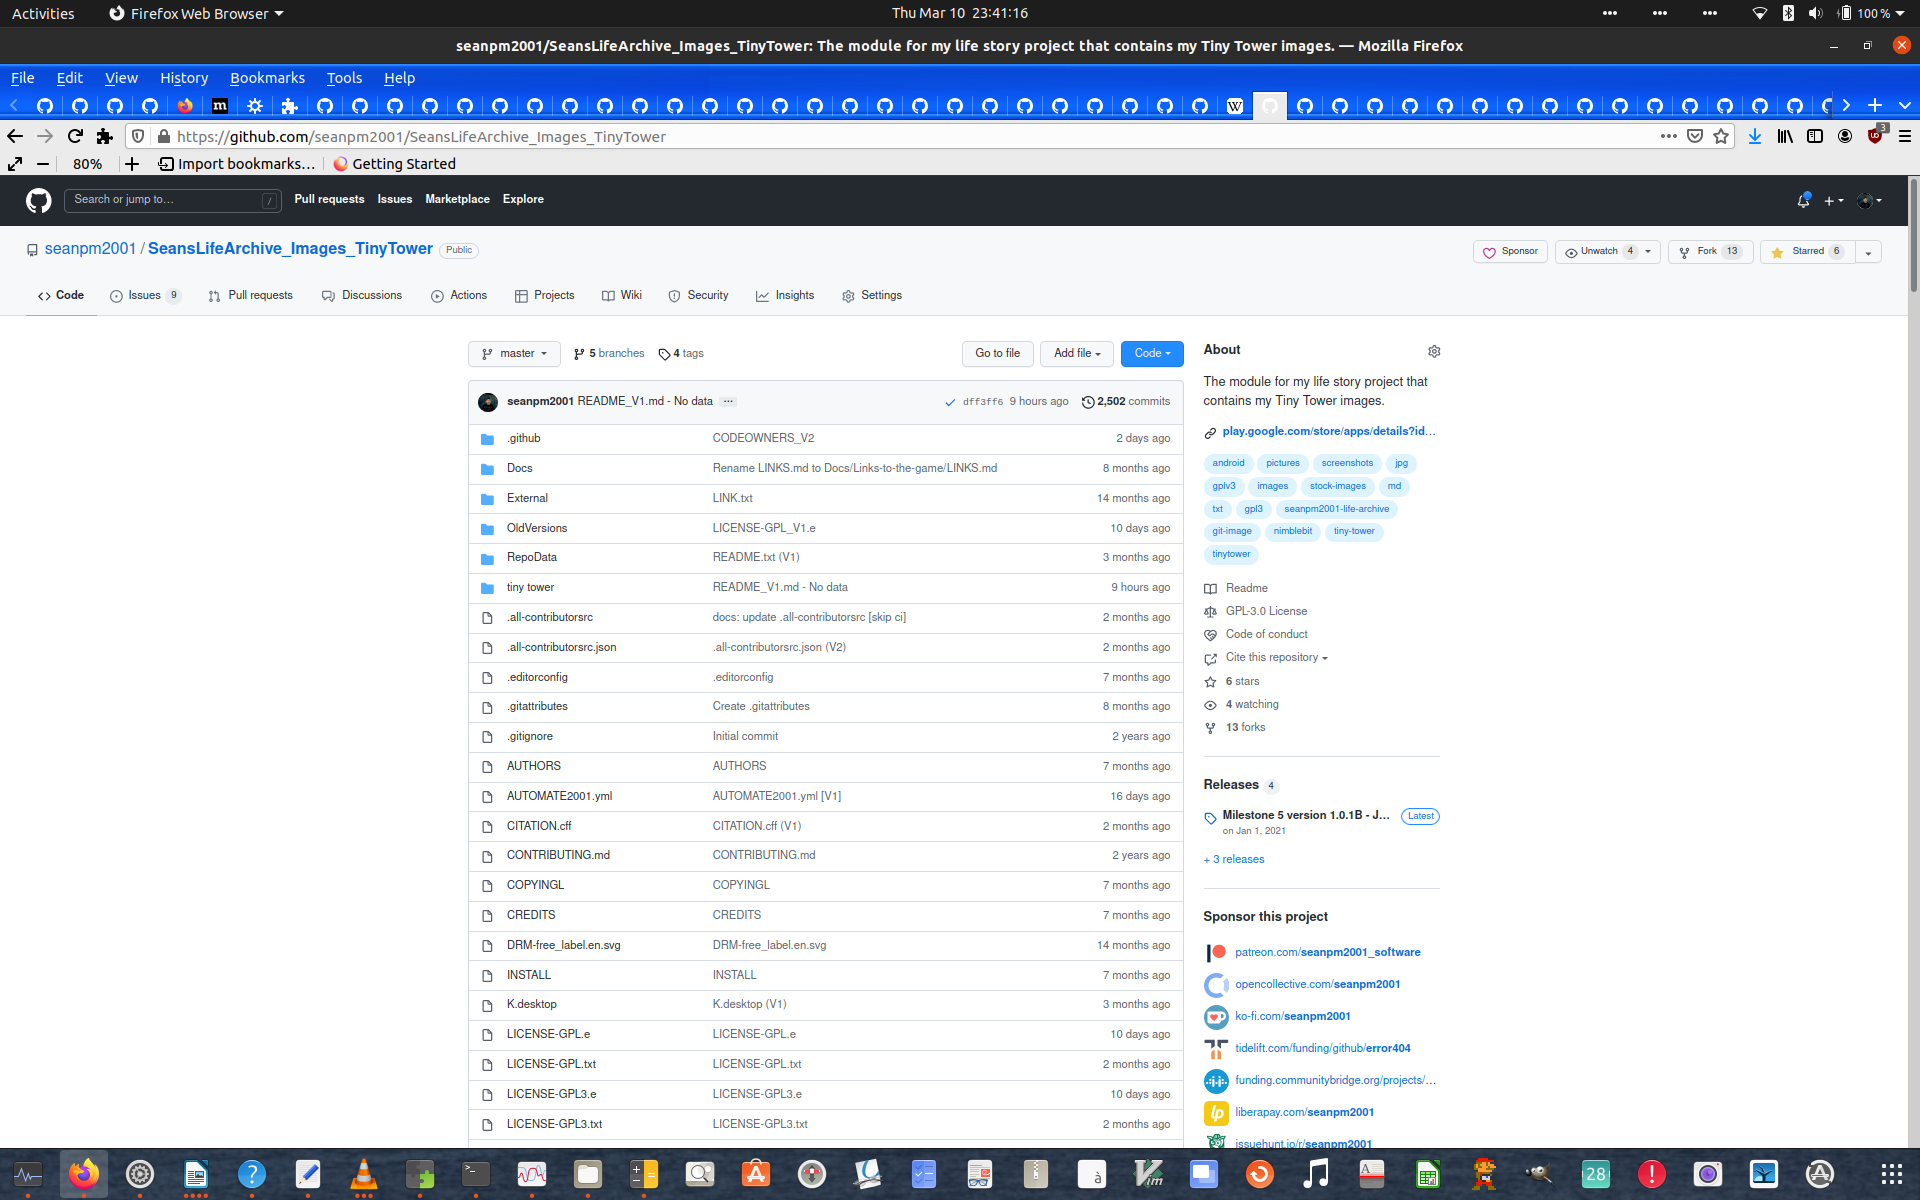 Activities Firefox Web Browser Thu Mar 10 23:41:16 100 %
seanpm2001/SeansLifeArchive_Images_TinyTower: The module for my life story project that contains my Tiny Tower images. — Mozilla Firefox
File Edit View History Bookmarks Tools Help
https://github.com/seanpm2001/SeansLifeArchive_Images_TinyTower 3
80% Import bookmarks… Getting Started
Search or jump to… / Pull requests Issues Marketplace Explore
seanpm2001 / SeansLifeArchive_Images_TinyTower Public Sponsor Unwatch 4 Fork 13 Starred 6
Code Issues 9 Pull requests Discussions Actions Projects Wiki Security Insights Settings
master 5 branches 4 tags Go to file Add file Code
seanpm2001 README_V1.md - No data ... dff3ff6 9 hours ago 2,502 commits
.github CODEOWNERS_V2 2 days ago
Docs Rename LINKS.md to Docs/Links-to-the-game/LINKS.md 8 months ago
External LINK.txt 14 months ago
OldVersions LICENSE-GPL_V1.e 10 days ago
RepoData README.txt (V1) 3 months ago
tiny tower README_V1.md - No data 9 hours ago
.all-contributorsrc docs: update .all-contributorsrc [skip ci] 2 months ago
.all-contributorsrc.json .all-contributorsrc.json (V2) 2 months ago
.editorconfig .editorconfig 7 months ago
.gitattributes Create .gitattributes 8 months ago
.gitignore Initial commit 2 years ago
AUTHORS AUTHORS 7 months ago
AUTOMATE2001.yml AUTOMATE2001.yml [V1] 16 days ago
CITATION.cff CITATION.cff (V1) 2 months ago
CONTRIBUTING.md CONTRIBUTING.md 2 years ago
COPYINGL COPYINGL 7 months ago
CREDITS CREDITS 7 months ago
DRM-free_label.en.svg DRM-free_label.en.svg 14 months ago
INSTALL INSTALL 7 months ago
K.desktop K.desktop (V1) 3 months ago
LICENSE-GPL.e LICENSE-GPL.e 10 days ago
LICENSE-GPL.txt LICENSE-GPL.txt 2 months ago
LICENSE-GPL3.e LICENSE-GPL3.e 10 days ago
LICENSE-GPL3.txt LICENSE-GPL3.txt 2 months ago
About
The module for my life story project that
contains my Tiny Tower images.
play.google.com/store/apps/details?id…
android pictures screenshots jpg
gplv3 images stock-images md
txt gpl3 seanpm2001-life-archive
git-image nimblebit tiny-tower
tinytower
Readme
GPL-3.0 License
Code of conduct
Cite this repository
6 stars
4 watching
13 forks
Releases 4
Milestone 5 version 1.0.1B - J… Latest
on Jan 1, 2021
+ 3 releases
Sponsor this project
patreon.com/seanpm2001_software
opencollective.com/seanpm2001
ko-fi.com/seanpm2001
tidelift.com/funding/github/error404
funding.communitybridge.org/projects/…
liberapay.com/seanpm2001
issuehunt.io/r/seanpm2001
28